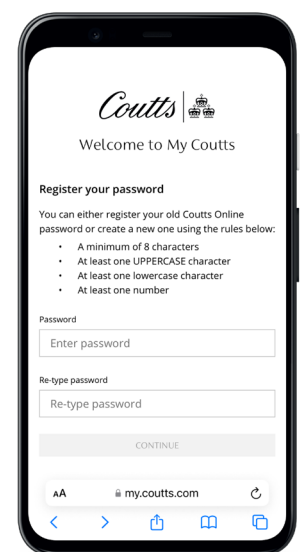 Coutts
Welcome to My Coutts
Register your password
You can either register your old Coutts Online
password or create a new one using the rules below:
• A minimum of 8 characters
• At least one UPPERCASE character
• At least one lowercase character
• At least one number
Password
Enter password
Re-type password
Re-type password
CONTINUE
AA my.coutts.com